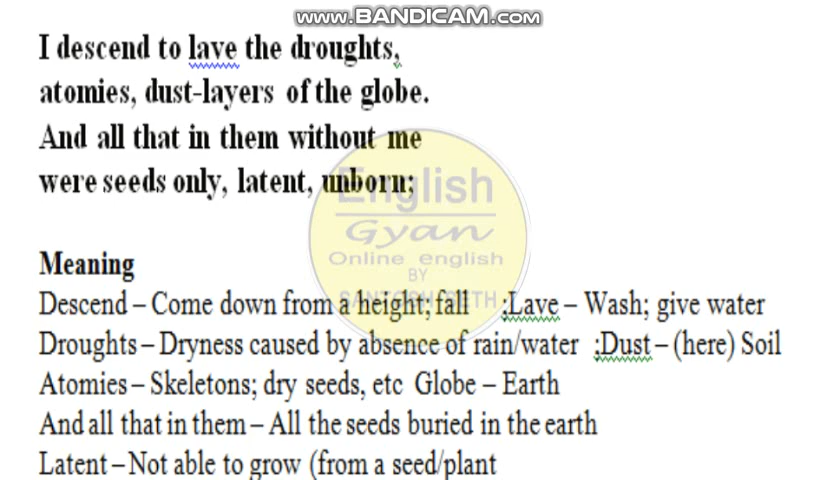 www.BANDICAM.com
I descend to lave the droughts,
atomies, dust-layers of the globe.
And all that in them without me
were seeds only, latent, unborn;
English
Gyan
Online english
BY
Meaning
Descend – Come down from a height; fall ;Lave – Wash; give water
Droughts – Dryness caused by absence of rain/water ;Dust – (here) Soil
Atomies – Skeletons; dry seeds, etc Globe – Earth
And all that in them – All the seeds buried in the earth
Latent – Not able to grow (from a seed/plant